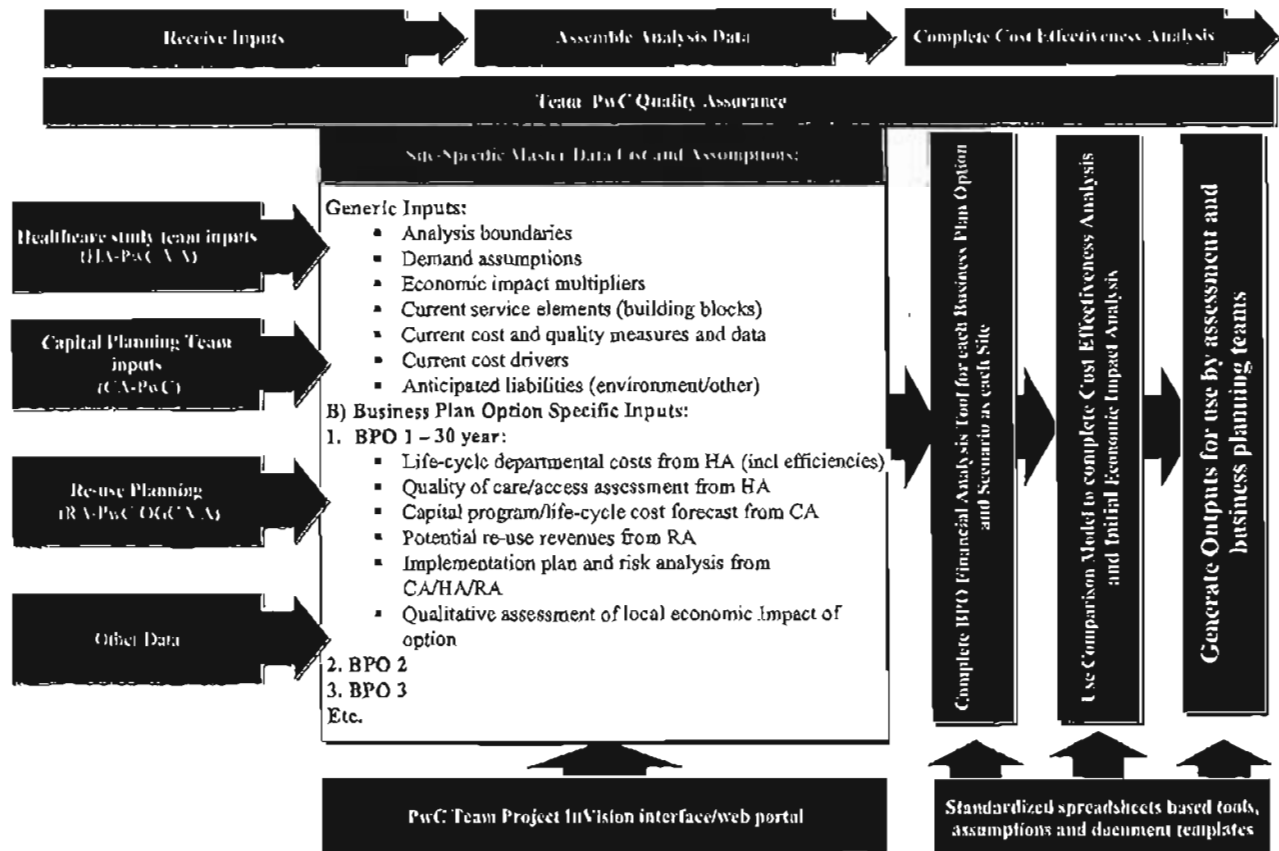 Receive Inputs
Assemble Analysis Data
Complete Cost Effectiveness Analysis
Team PwC Quality Assurance
Site-Specific Master Data List and Assumptions:
Healthcare study team inputs
Capital Planning Team
inputs
(CA-PwC)
Re-use Planning
Other Data
Generic Inputs:
▪ Analysis boundaries
▪ Demand assumptions
▪ Economic impact multipliers
▪ Current service elements (building blocks)
▪ Current cost and quality measures and data
▪ Current cost drivers
▪ Anticipated liabilities (environment/other)
B) Business Plan Option Specific Inputs:
1. BPO 1 – 30 year:
▪ Life-cycle departmental costs from HA (incl efficiencies)
▪ Quality of care/access assessment from HA
▪ Capital program/life-cycle cost forecast from CA
▪ Potential re-use revenues from RA
▪ Implementation plan and risk analysis from
CA/HA/RA
▪ Qualitative assessment of local economic Impact of
option
2. BPO 2
3. BPO 3
Etc.
Complete BPO Financial Analysis Tool for each Business Plan Option
and Scenario as each Site
Use Comparison Model to complete Cost Effectiveness Analysis
and Initial Economic Impact Analysis
Generate Outputs for use by assessment and
business planning teams
PwC Team Project InVision interface/web portal
Standardized spreadsheets based tools,
assumptions and document templates